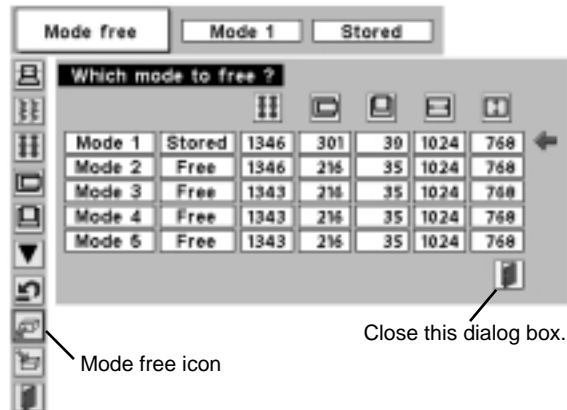 Mode free Mode 1 Stored
Which mode to free ?
Mode 1 Stored 1346 301 39 1024 768
Mode 2 Free 1346 216 35 1024 768
Mode 3 Free 1343 216 35 1024 768
Mode 4 Free 1343 216 35 1024 768
Mode 5 Free 1343 216 35 1024 768
Close this dialog box.
Mode free icon